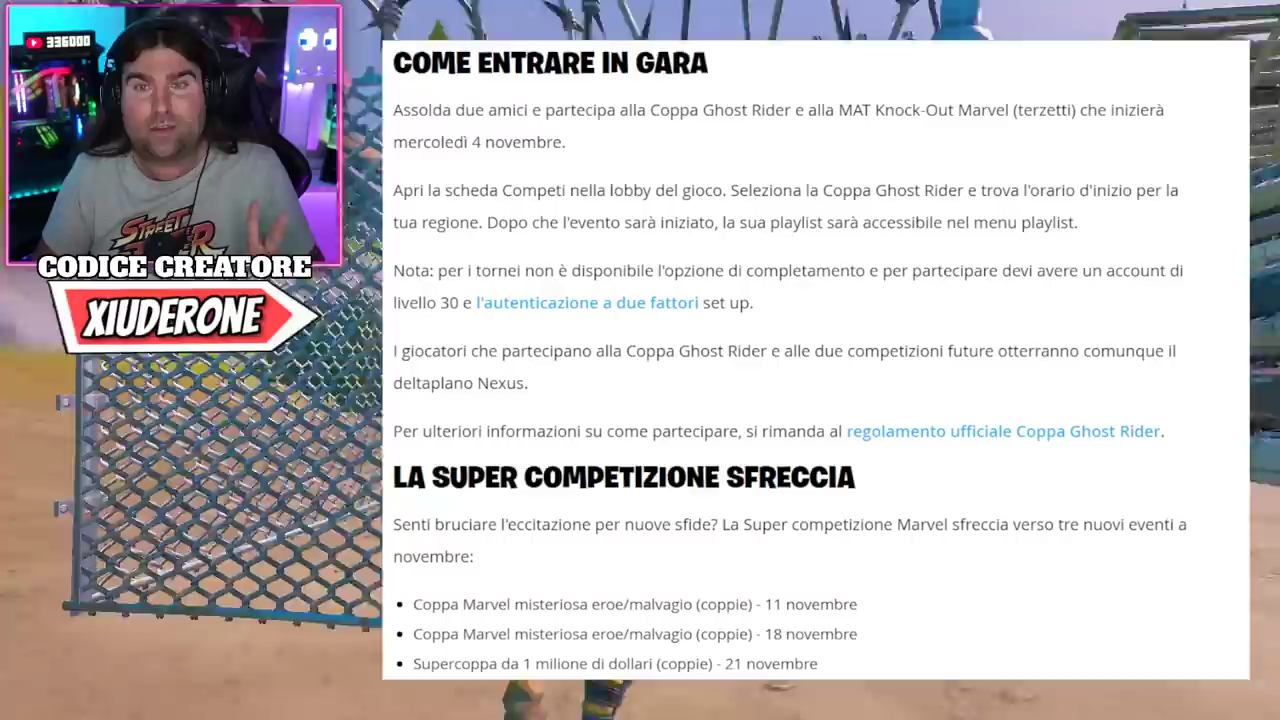 336000
STREET
CODICE CREATORE
XIUDERONE
COME ENTRARE IN GARA
Assolda due amici e partecipa alla Coppa Ghost Rider e alla MAT Knock-Out Marvel (terzetti) che inizierà
mercoledì 4 novembre.
Apri la scheda Competi nella lobby del gioco. Seleziona la Coppa Ghost Rider e trova l'orario d'inizio per la
tua regione. Dopo che l'evento sarà iniziato, la sua playlist sarà accessibile nel menu playlist.
Nota: per i tornei non è disponibile l'opzione di completamento e per partecipare devi avere un account di
livello 30 e l'autenticazione a due fattori set up.
I giocatori che partecipano alla Coppa Ghost Rider e alle due competizioni future otterranno comunque il
deltaplano Nexus.
Per ulteriori informazioni su come partecipare, si rimanda al regolamento ufficiale Coppa Ghost Rider.
LA SUPER COMPETIZIONE SFRECCIA
Senti bruciare l'eccitazione per nuove sfide? La Super competizione Marvel sfreccia verso tre nuovi eventi a
novembre:
• Coppa Marvel misteriosa eroe/malvagio (coppie) - 11 novembre
• Coppa Marvel misteriosa eroe/malvagio (coppie) - 18 novembre
• Supercoppa da 1 milione di dollari (coppie) - 21 novembre